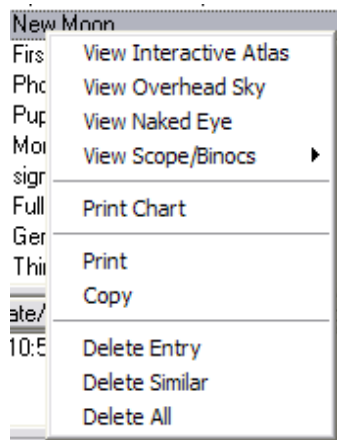 New Moon
View Interactive Atlas
View Overhead Sky
View Naked Eye
View Scope/Binocs
Print Chart
Print
Copy
Delete Entry
Delete Similar
Delete All
Full